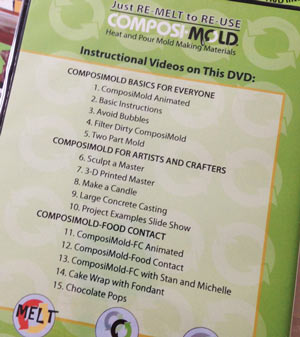 Just RE-MELT to RE-USE
COMPOSI-MOLD
Heat and Pour Mold Making Materials
Instructional Videos on This DVD:
COMPOSIMOLD BASICS FOR EVERYONE
1. ComposiMold Animated
2. Basic Instructions
3. Avoid Bubbles
4. Filter Dirty ComposiMold
5. Two Part Mold
COMPOSIMOLD FOR ARTISTS AND CRAFTERS
6. Sculpt a Master
7. 3-D Printed Master
8. Make a Candle
9. Large Concrete Casting
10. Project Examples Slide Show
COMPOSIMOLD-FOOD CONTACT
11. ComposiMold-FC Animated
12. ComposiMold-Food Contact
13. ComposiMold-FC with Stan and Michelle
14. Cake Wrap with Fondant
15. Chocolate Pops
MELT